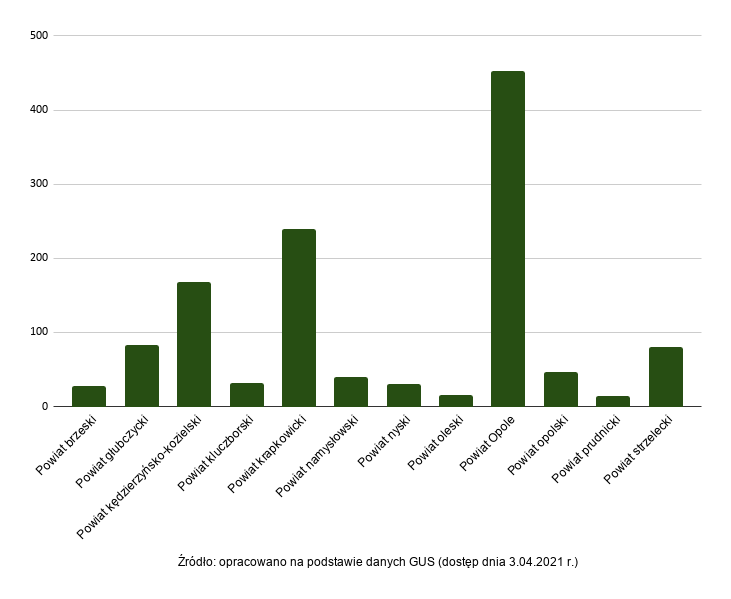 500
400
300
200
100
0
Powiat brzeski
Powiat głubczycki
Powiat kędzierzyńsko-kozielski
Powiat kluczborski
Powiat krapkowicki
Powiat namysłowski
Powiat nyski
Powiat oleski
Powiat Opole
Powiat opolski
Powiat prudnicki
Powiat strzelecki
Źródło: opracowano na podstawie danych GUS (dostęp dnia 3.04.2021 r.)